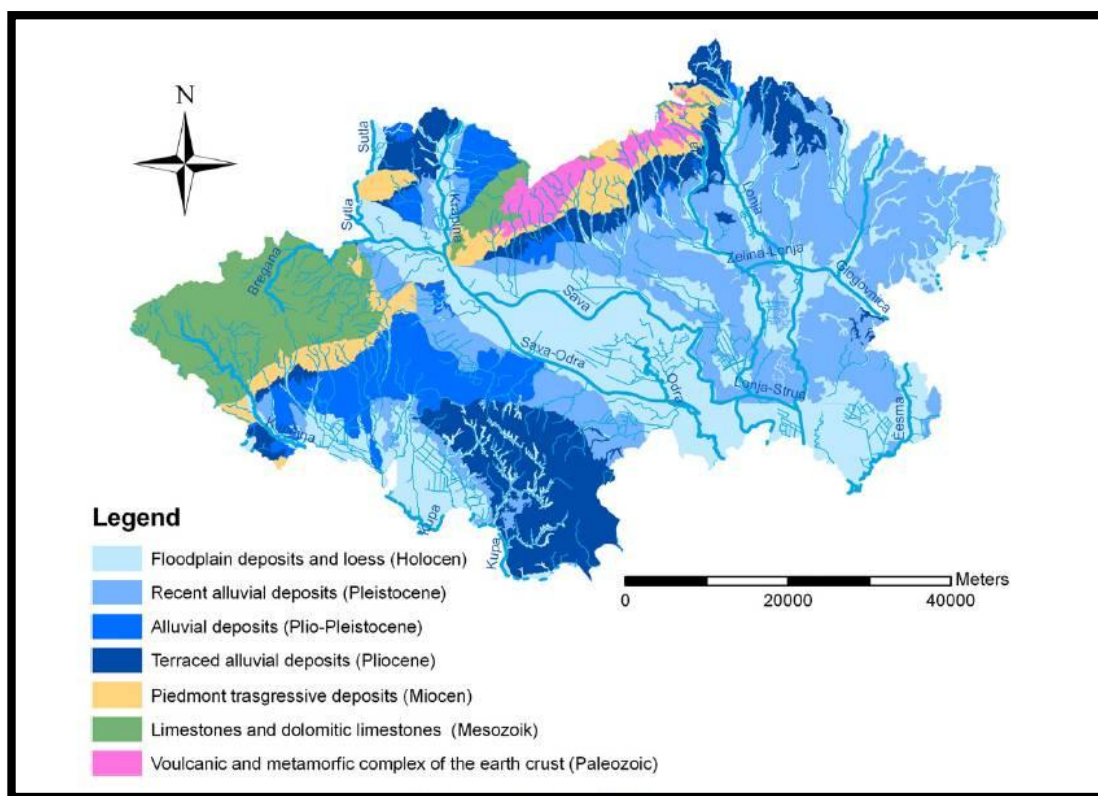 N
Sutla
Sutla
Krapina
Bregana
Lonja
Zelina-Lonja
Glogovnica
Sava
Sava-Odra
Odra
Lonja-Strug
Èesma
Kupa
Kupa
Legend
Floodplain deposits and loess (Holocen)
Recent alluvial deposits (Pleistocene)
Alluvial deposits (Plio-Pleistocene)
Terraced alluvial deposits (Pliocene)
Piedmont trasgressive deposits (Miocen)
Limestones and dolomitic limestones (Mesozoik)
Voulcanic and metamorfic complex of the earth crust (Paleozoic)
Meters
0 20000 40000